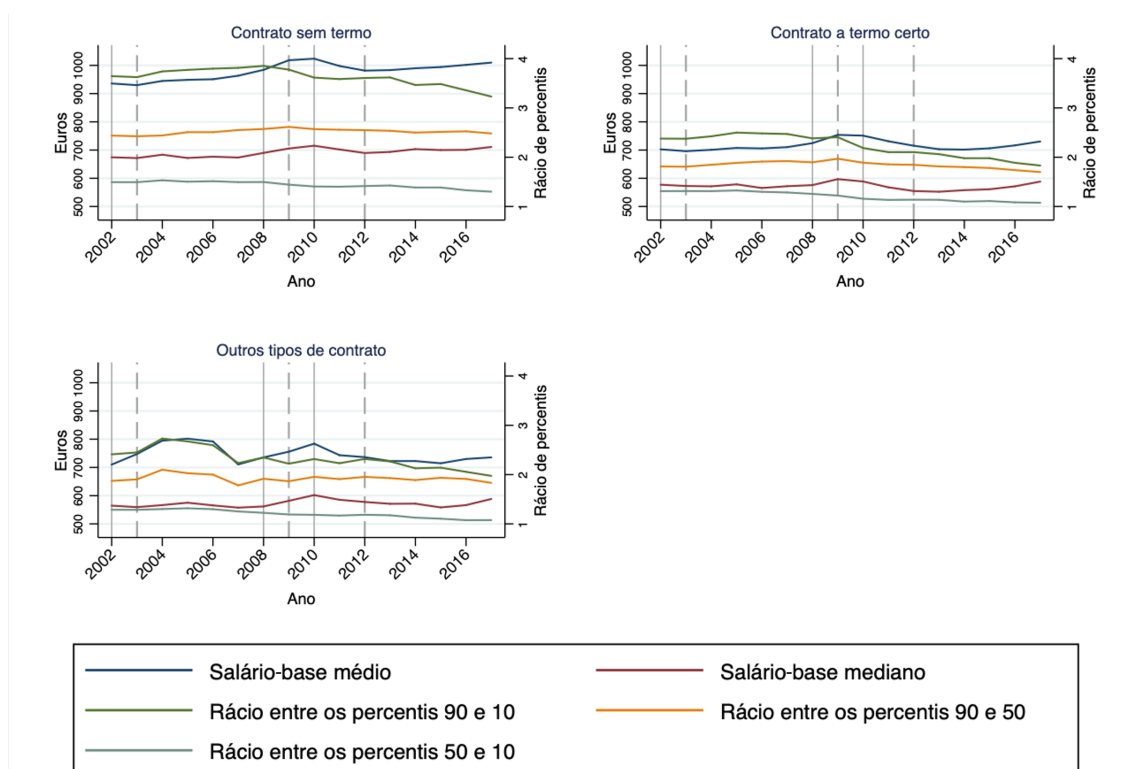 Contrato sem termo
Euros
500 600 700 800 900 1000
Rácio de percentis
1 2 3 4
2002 2004 2006 2008 2010 2012 2014 2016
Ano
Contrato a termo certo
Euros
500 600 700 800 900 1000
Rácio de percentis
1 2 3 4
2002 2004 2006 2008 2010 2012 2014 2016
Ano
Outros tipos de contrato
Euros
500 600 700 800 900 1000
Rácio de percentis
1 2 3 4
2002 2004 2006 2008 2010 2012 2014 2016
Ano
Salário-base médio
Salário-base mediano
Rácio entre os percentis 90 e 10
Rácio entre os percentis 90 e 50
Rácio entre os percentis 50 e 10